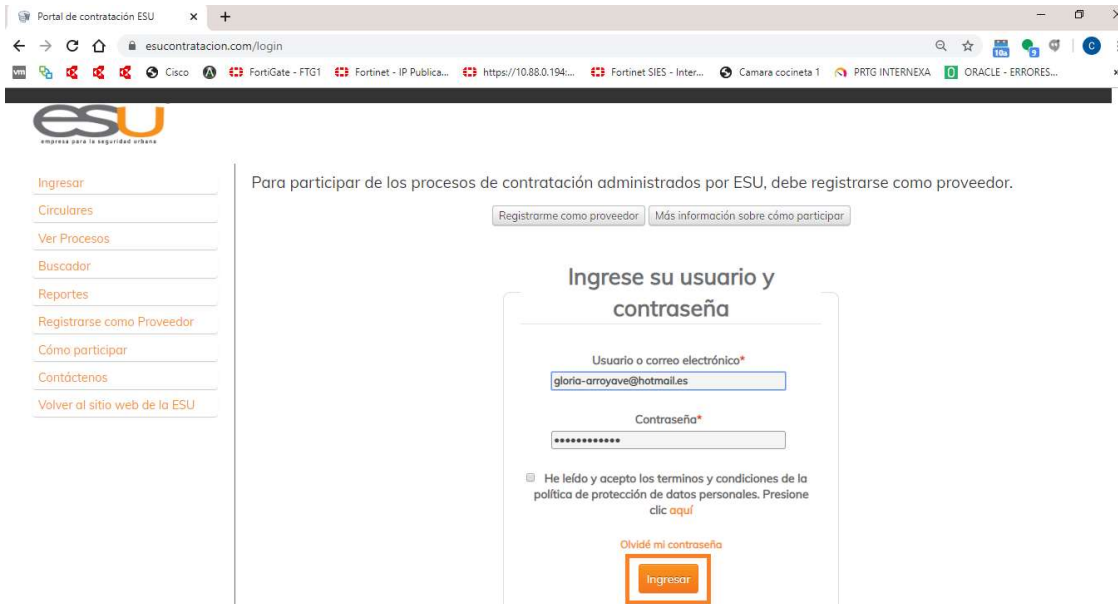 Portal de contratación ESU
esucontratacion.com/login
10a
9
C
vm
Cisco
FortiGate - FTG1
Fortinet - IP Publica...
https://10.88.0.194:...
Fortinet SIES - Inter...
Camara cocineta 1
PRTG INTERNEXA
ORACLE - ERRORES...
esu
empresa para la seguridad urbana
Ingresar
Circulares
Ver Procesos
Buscador
Reportes
Registrarse como Proveedor
Cómo participar
Contáctenos
Volver al sitio web de la ESU
Para participar de los procesos de contratación administrados por ESU, debe registrarse como proveedor.
Registrarme como proveedor
Más información sobre cómo participar
Ingrese su usuario y
contraseña
Usuario o correo electrónico*
gloria-arroyave@hotmail.es
Contraseña*
••••••••••••
He leído y acepto los terminos y condiciones de la
política de protección de datos personales. Presione
clic aquí
Olvidé mi contraseña
Ingresar